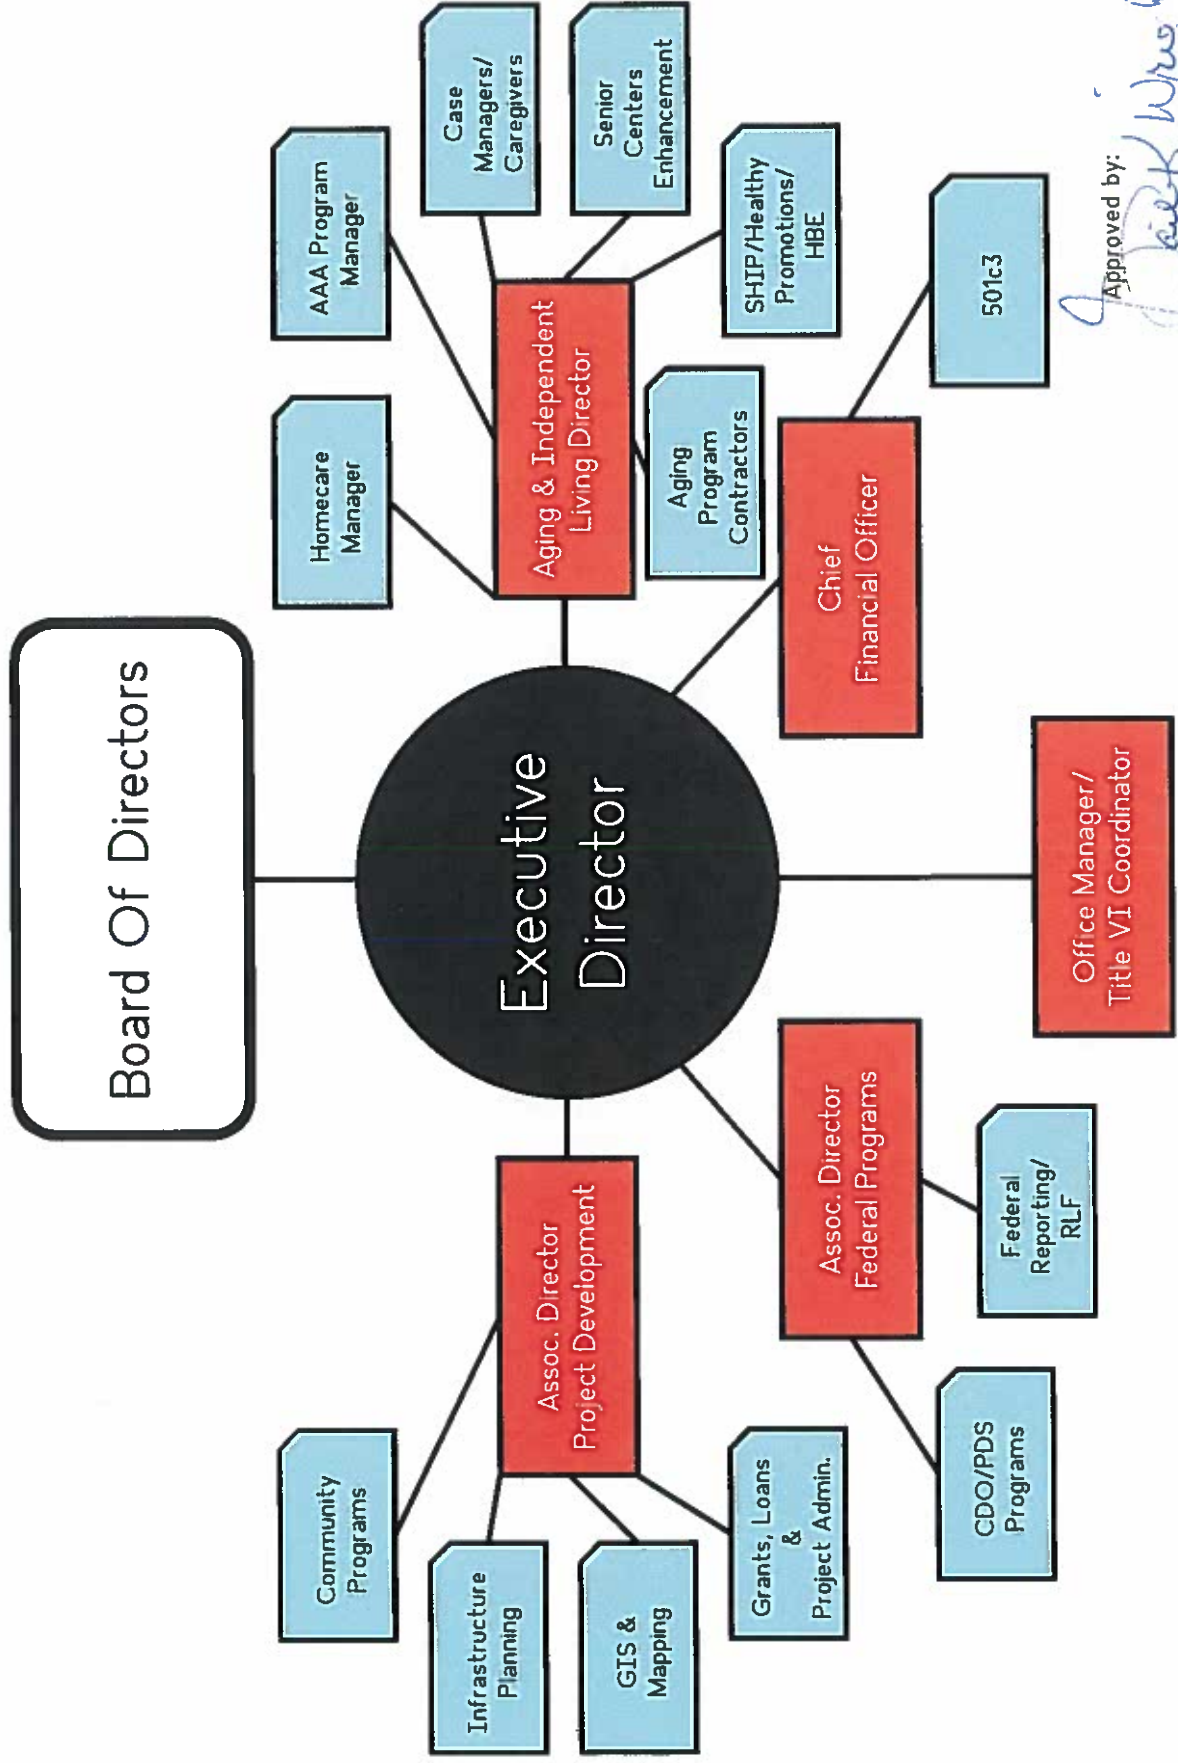 Board Of Directors
Executive
Director
Community
Programs
Infrastructure
Planning
GIS &
Mapping
Grants, Loans
&
Project Admin.
Assoc. Director
Project Development
CDO/PDS
Programs
Federal
Reporting/
RLF
Assoc. Director
Federal Programs
Office Manager/
Title VI Coordinator
Chief
Financial Officer
501c3
Aging & Independent
Living Director
Homecare
Manager
AAA Program
Manager
Case
Managers/
Caregivers
Senior
Centers
Enhancement
SHIP/Healthy
Promotions/
HBE
Aging
Program
Contractors
Approved by: